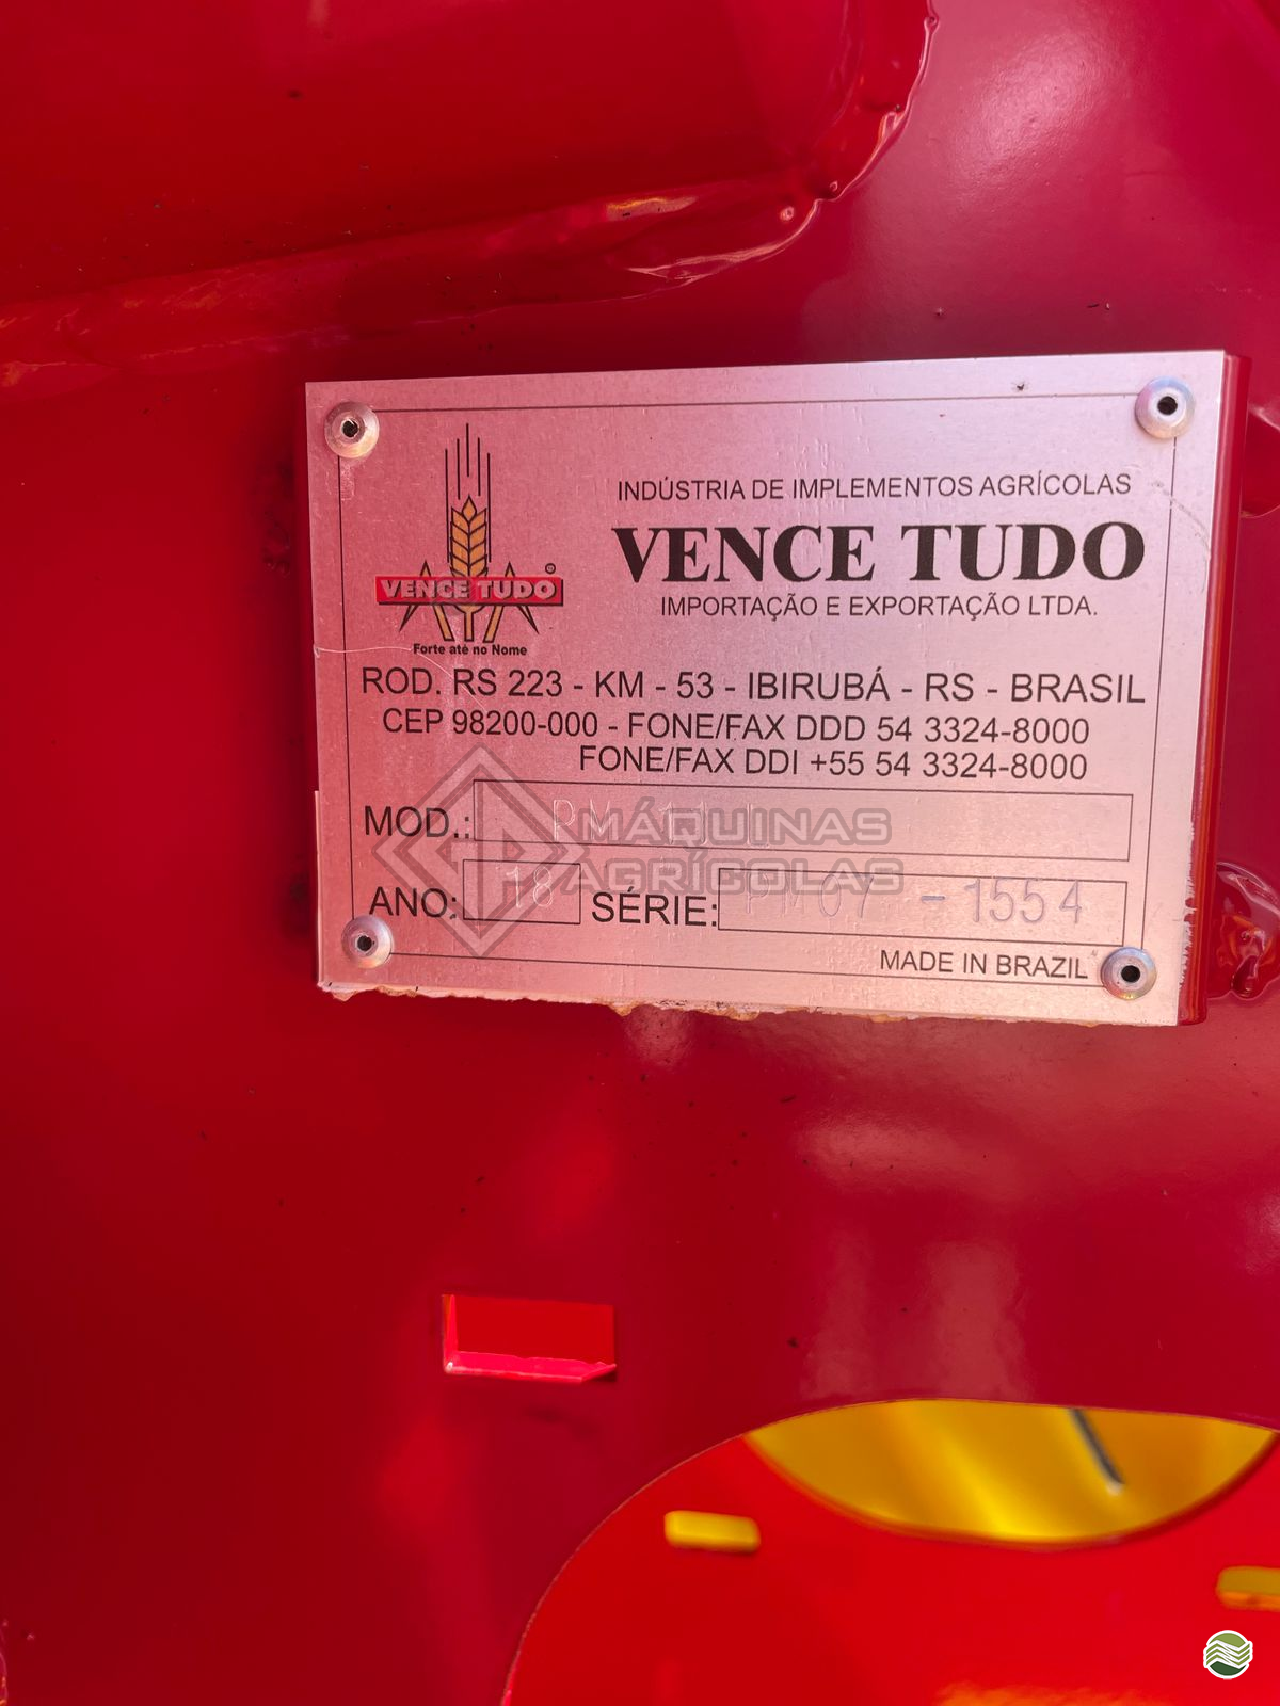 INDÚSTRIA DE IMPLEMENTOS AGRÍCOLAS
VENCE TUDO
IMPORTAÇÃO E EXPORTAÇÃO LTDA.
VENCE TUDO
Forte até no Nome
ROD. RS 223 - KM - 53 - IBIRUBÁ - RS - BRASIL
CEP 98200-000 - FONE/FAX DDD 54 3324-8000
FONE/FAX DDI +55 54 3324-8000
MOD.:
MÁQUINAS
AGRÍCOLAS
ANO: 18 SÉRIE: - 1554
MADE IN BRAZIL